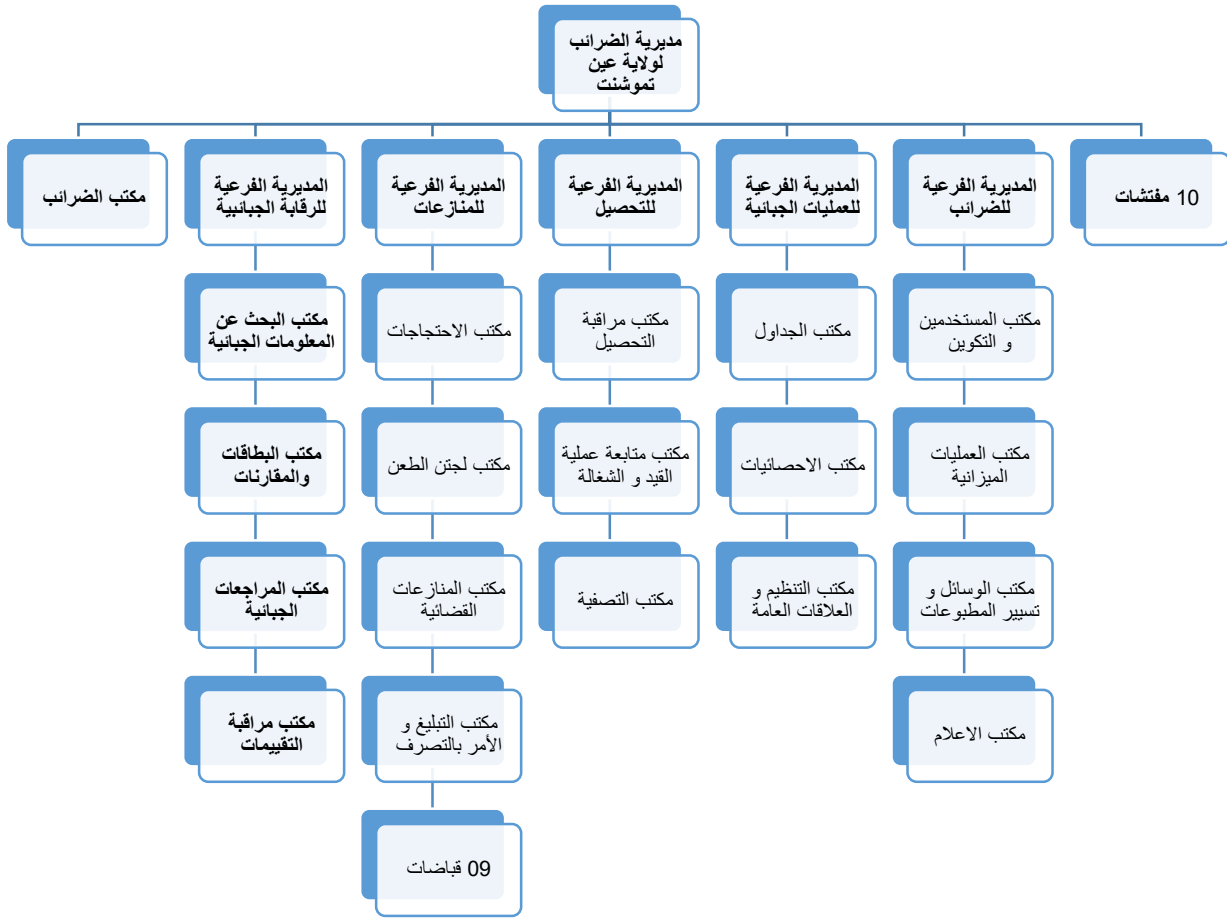 مديرية الضرائب
لولاية عين
تموشنت
10 مفتشات
المديرية الفرعية
للضرائب
المديرية الفرعية
للعمليات الجبائية
المديرية الفرعية
للتحصيل
المديرية الفرعية
للمنازعات
المديرية الفرعية
للرقابة الجبانبية
مكتب الضرائب
مكتب المستخدمين
و التكوين
مكتب الجداول
مكتب مراقبة
التحصيل
مكتب الاحتجاجات
مكتب البحث عن
المعلومات الجبائية
مكتب العمليات
الميزانية
مكتب الاحصائيات
مكتب متابعة عملية
القيد و الشغالة
مكتب لجتن الطعن
مكتب البطاقات
والمقارنات
مكتب الوسائل و
تسيير المطبوعات
مكتب التنظيم و
العلاقات العامة
مكتب التصفية
مكتب المنازعات
القضائية
مكتب المراجعات
الجبائية
مكتب الاعلام
مكتب التبليغ و
الأمر بالتصرف
مكتب مراقبة
التقييمات
09 قباضات